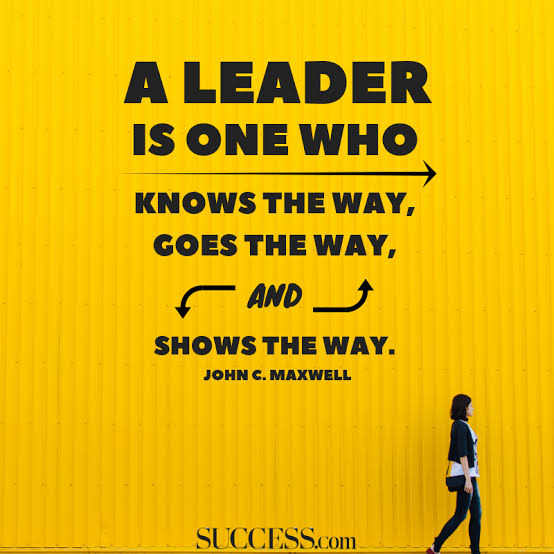 A LEADER
IS ONE WHO
KNOWS THE WAY,
GOES THE WAY,
AND
SHOWS THE WAY.
JOHN C. MAXWELL
SUCCESS.com